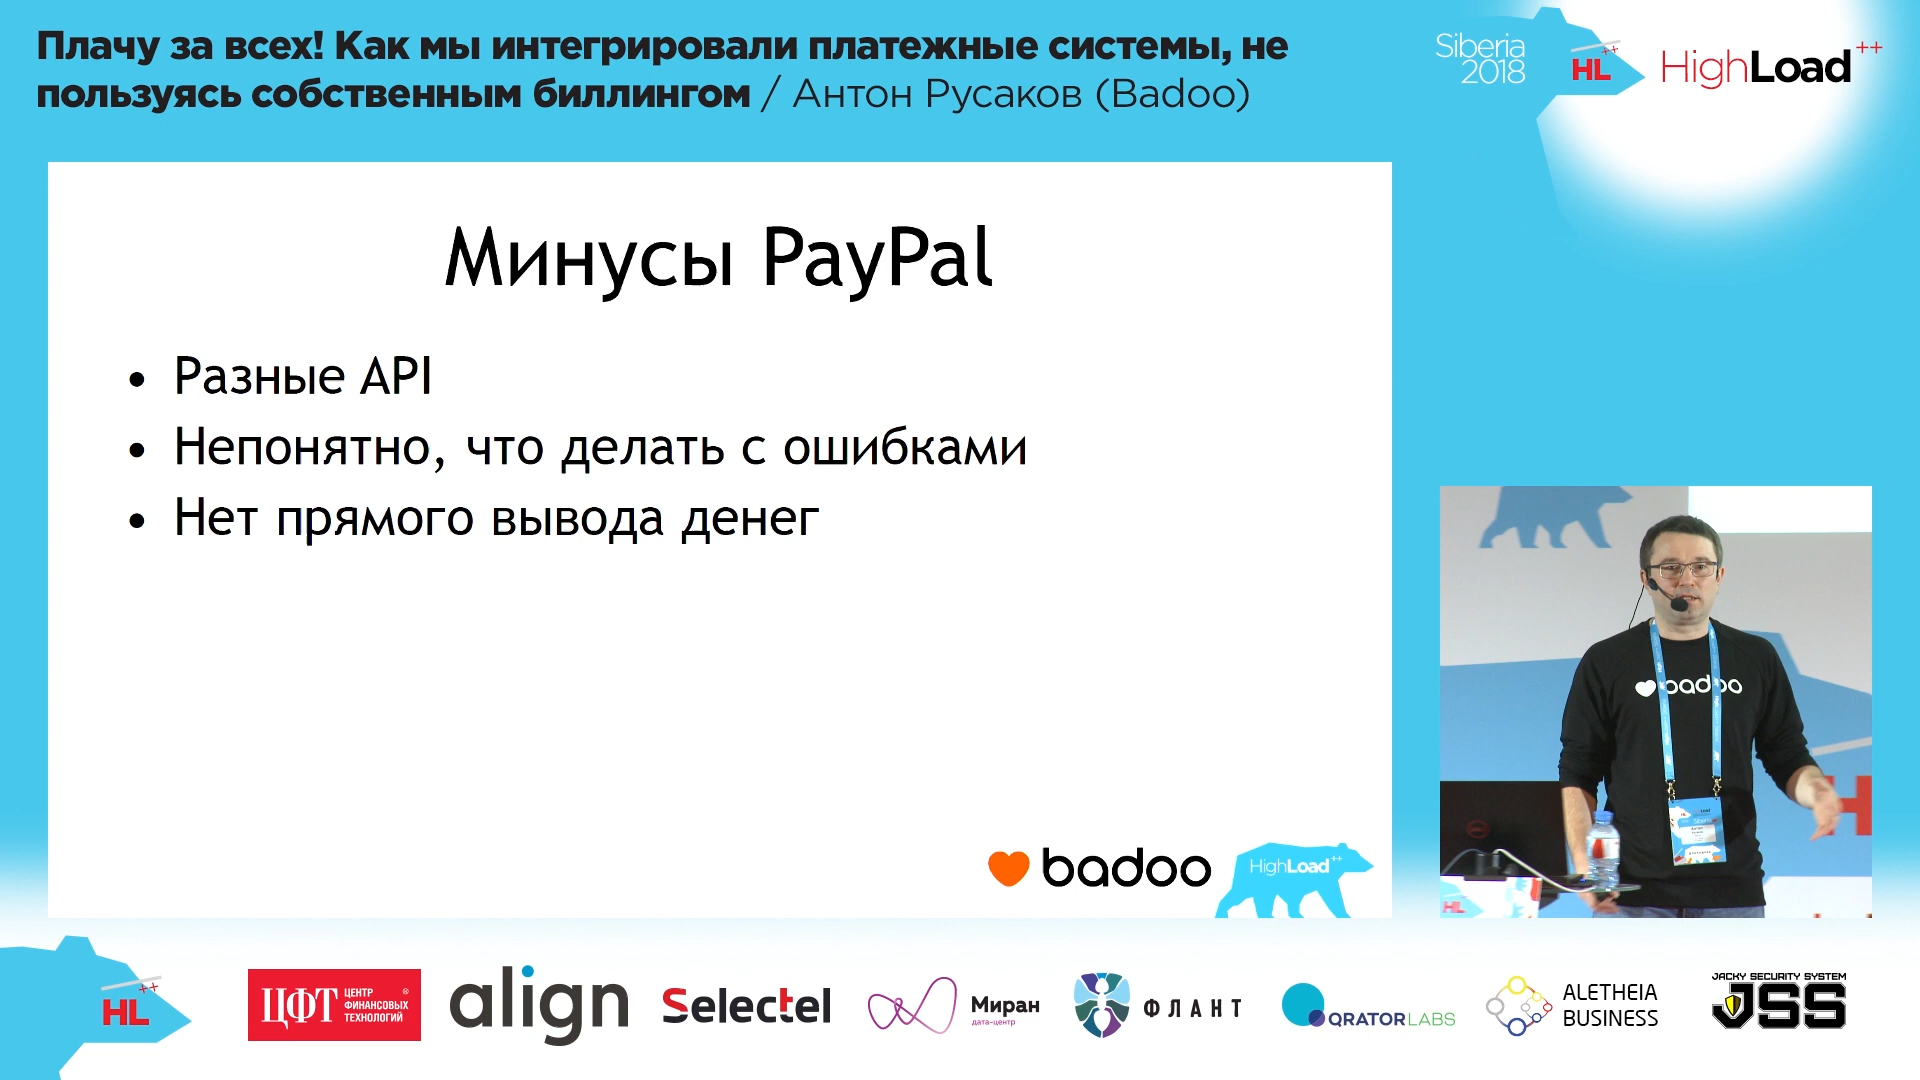 Плачу за всех! Как мы интегрировали платежные системы, не
пользуясь собственным биллингом / Антон Русаков (Badoo)
Siberia
2018
HL++
HighLoad++
Минусы PayPal
• Разные API
• Непонятно, что делать с ошибками
• Нет прямого вывода денег
badoo
HighLoad++
badoo
HL++
ЦФТ
ЦЕНТР
ФИНАНСОВЫХ
ТЕХНОЛОГИЙ
®
align
Selectel
Миран
дата-центр
ФЛАНТ
QRATOR LABS
ALETHEIA
BUSINESS
JACKY SECURITY SYSTEM
JSS